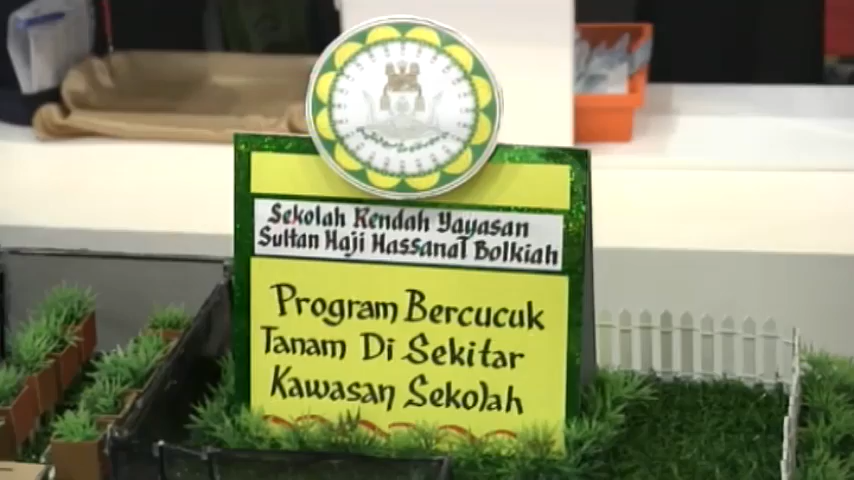 Sekolah Rendah Yayasan
Sultan Haji Hassanal Bolkiah
Program Bercucuk
Tanam Di Sekitar
Kawasan Sekolah